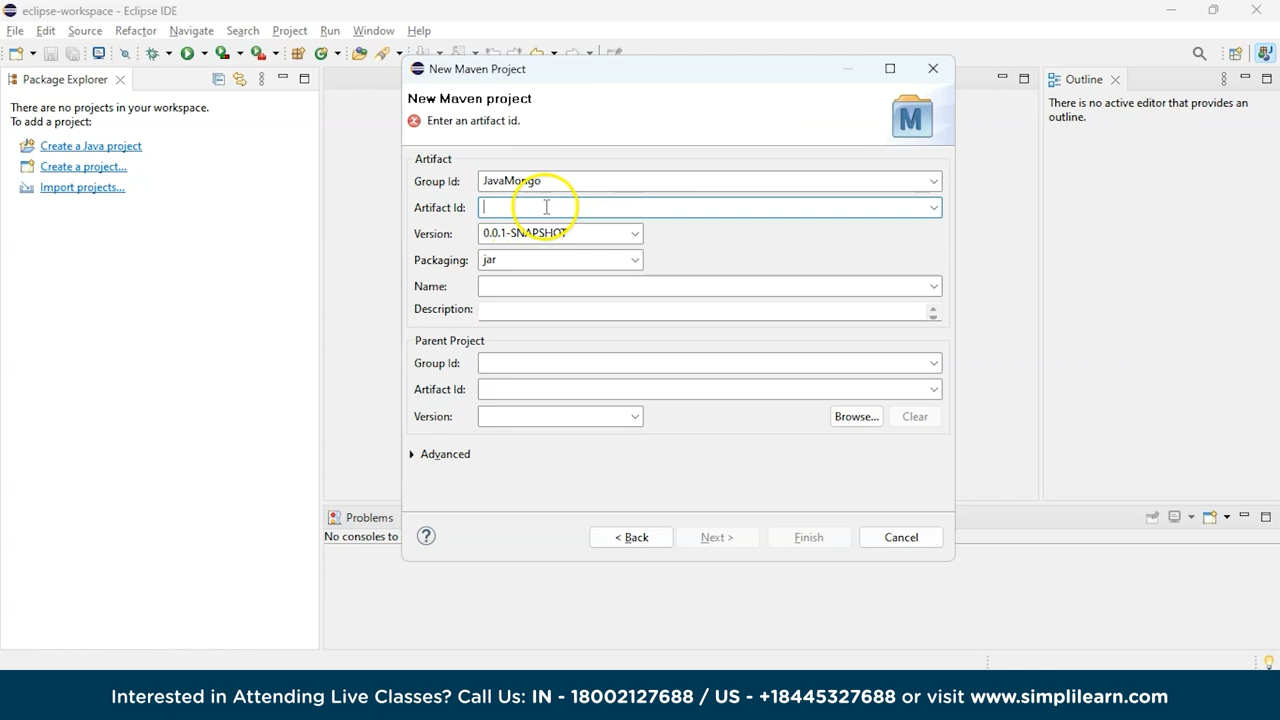 eclipse-workspace - Eclipse IDE
File Edit Source Refactor Navigate Search Project Run Window Help
Package Explorer
There are no projects in your workspace.
To add a project:
Create a Java project
Create a project...
Import projects...
New Maven Project
New Maven project
Enter an artifact id.
M
Artifact
Group Id: JavaMongo
Artifact Id:
Version: 0.0.1-SNAPSHOT
Packaging: jar
Name:
Description:
Parent Project
Group Id:
Artifact Id:
Version:
Browse... Clear
Advanced
< Back Next > Finish Cancel
Outline
There is no active editor that provides an
outline.
Problems
No consoles to
Interested in Attending Live Classes? Call Us: IN - 18002127688 / US - +18445327688 or visit www.simplilearn.com